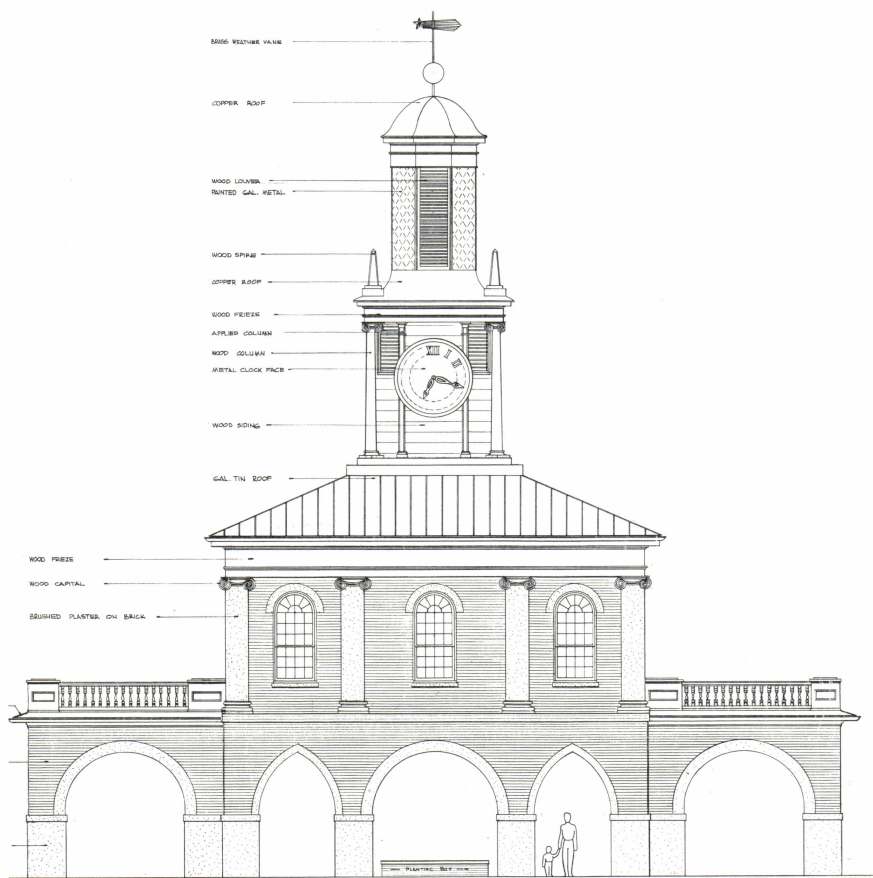 BRASS WEATHER VANE
COPPER ROOF
WOOD LOUVER
PAINTED GAL. METAL
WOOD SPIRE
COPPER ROOF
WOOD FRIEZE
APPLIED COLUMN
WOOD COLUMN
METAL CLOCK FACE
XII I II
WOOD SIDING
GAL. TIN ROOF
WOOD FRIEZE
WOOD CAPITAL
BRUSHED PLASTER ON BRICK
PLANTING BOX